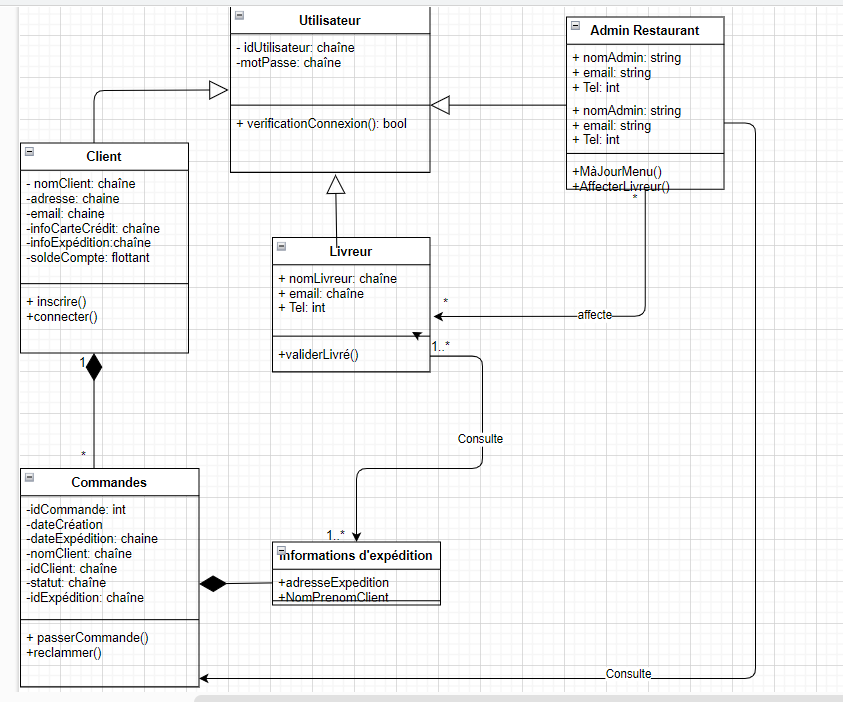 Utilisateur
- idUtilisateur: chaîne
-motPasse: chaîne
+ verificationConnexion(): bool
Admin Restaurant
+ nomAdmin: string
+ email: string
+ Tel: int
+ nomAdmin: string
+ email: string
+ Tel: int
+MàJourMenu()
+AffecterLivreur()
*
Client
- nomClient: chaîne
-adresse: chaine
-email: chaine
-infoCarteCrédit: chaîne
-infoExpédition:chaîne
-soldeCompte: flottant
+ inscrire()
+connecter()
Livreur
+ nomLivreur: chaîne
+ email: chaîne
+ Tel: int
+validerLivré()
*
affecte
1..*
1
*
Consulte
1..*
Commandes
-idCommande: int
-dateCréation
-dateExpédition: chaine
-nomClient: chaîne
-idClient: chaîne
-statut: chaîne
-idExpédition: chaîne
+ passerCommande()
+reclammer()
Informations d'expédition
+adresseExpedition
+NomPrenomClient
Consulte